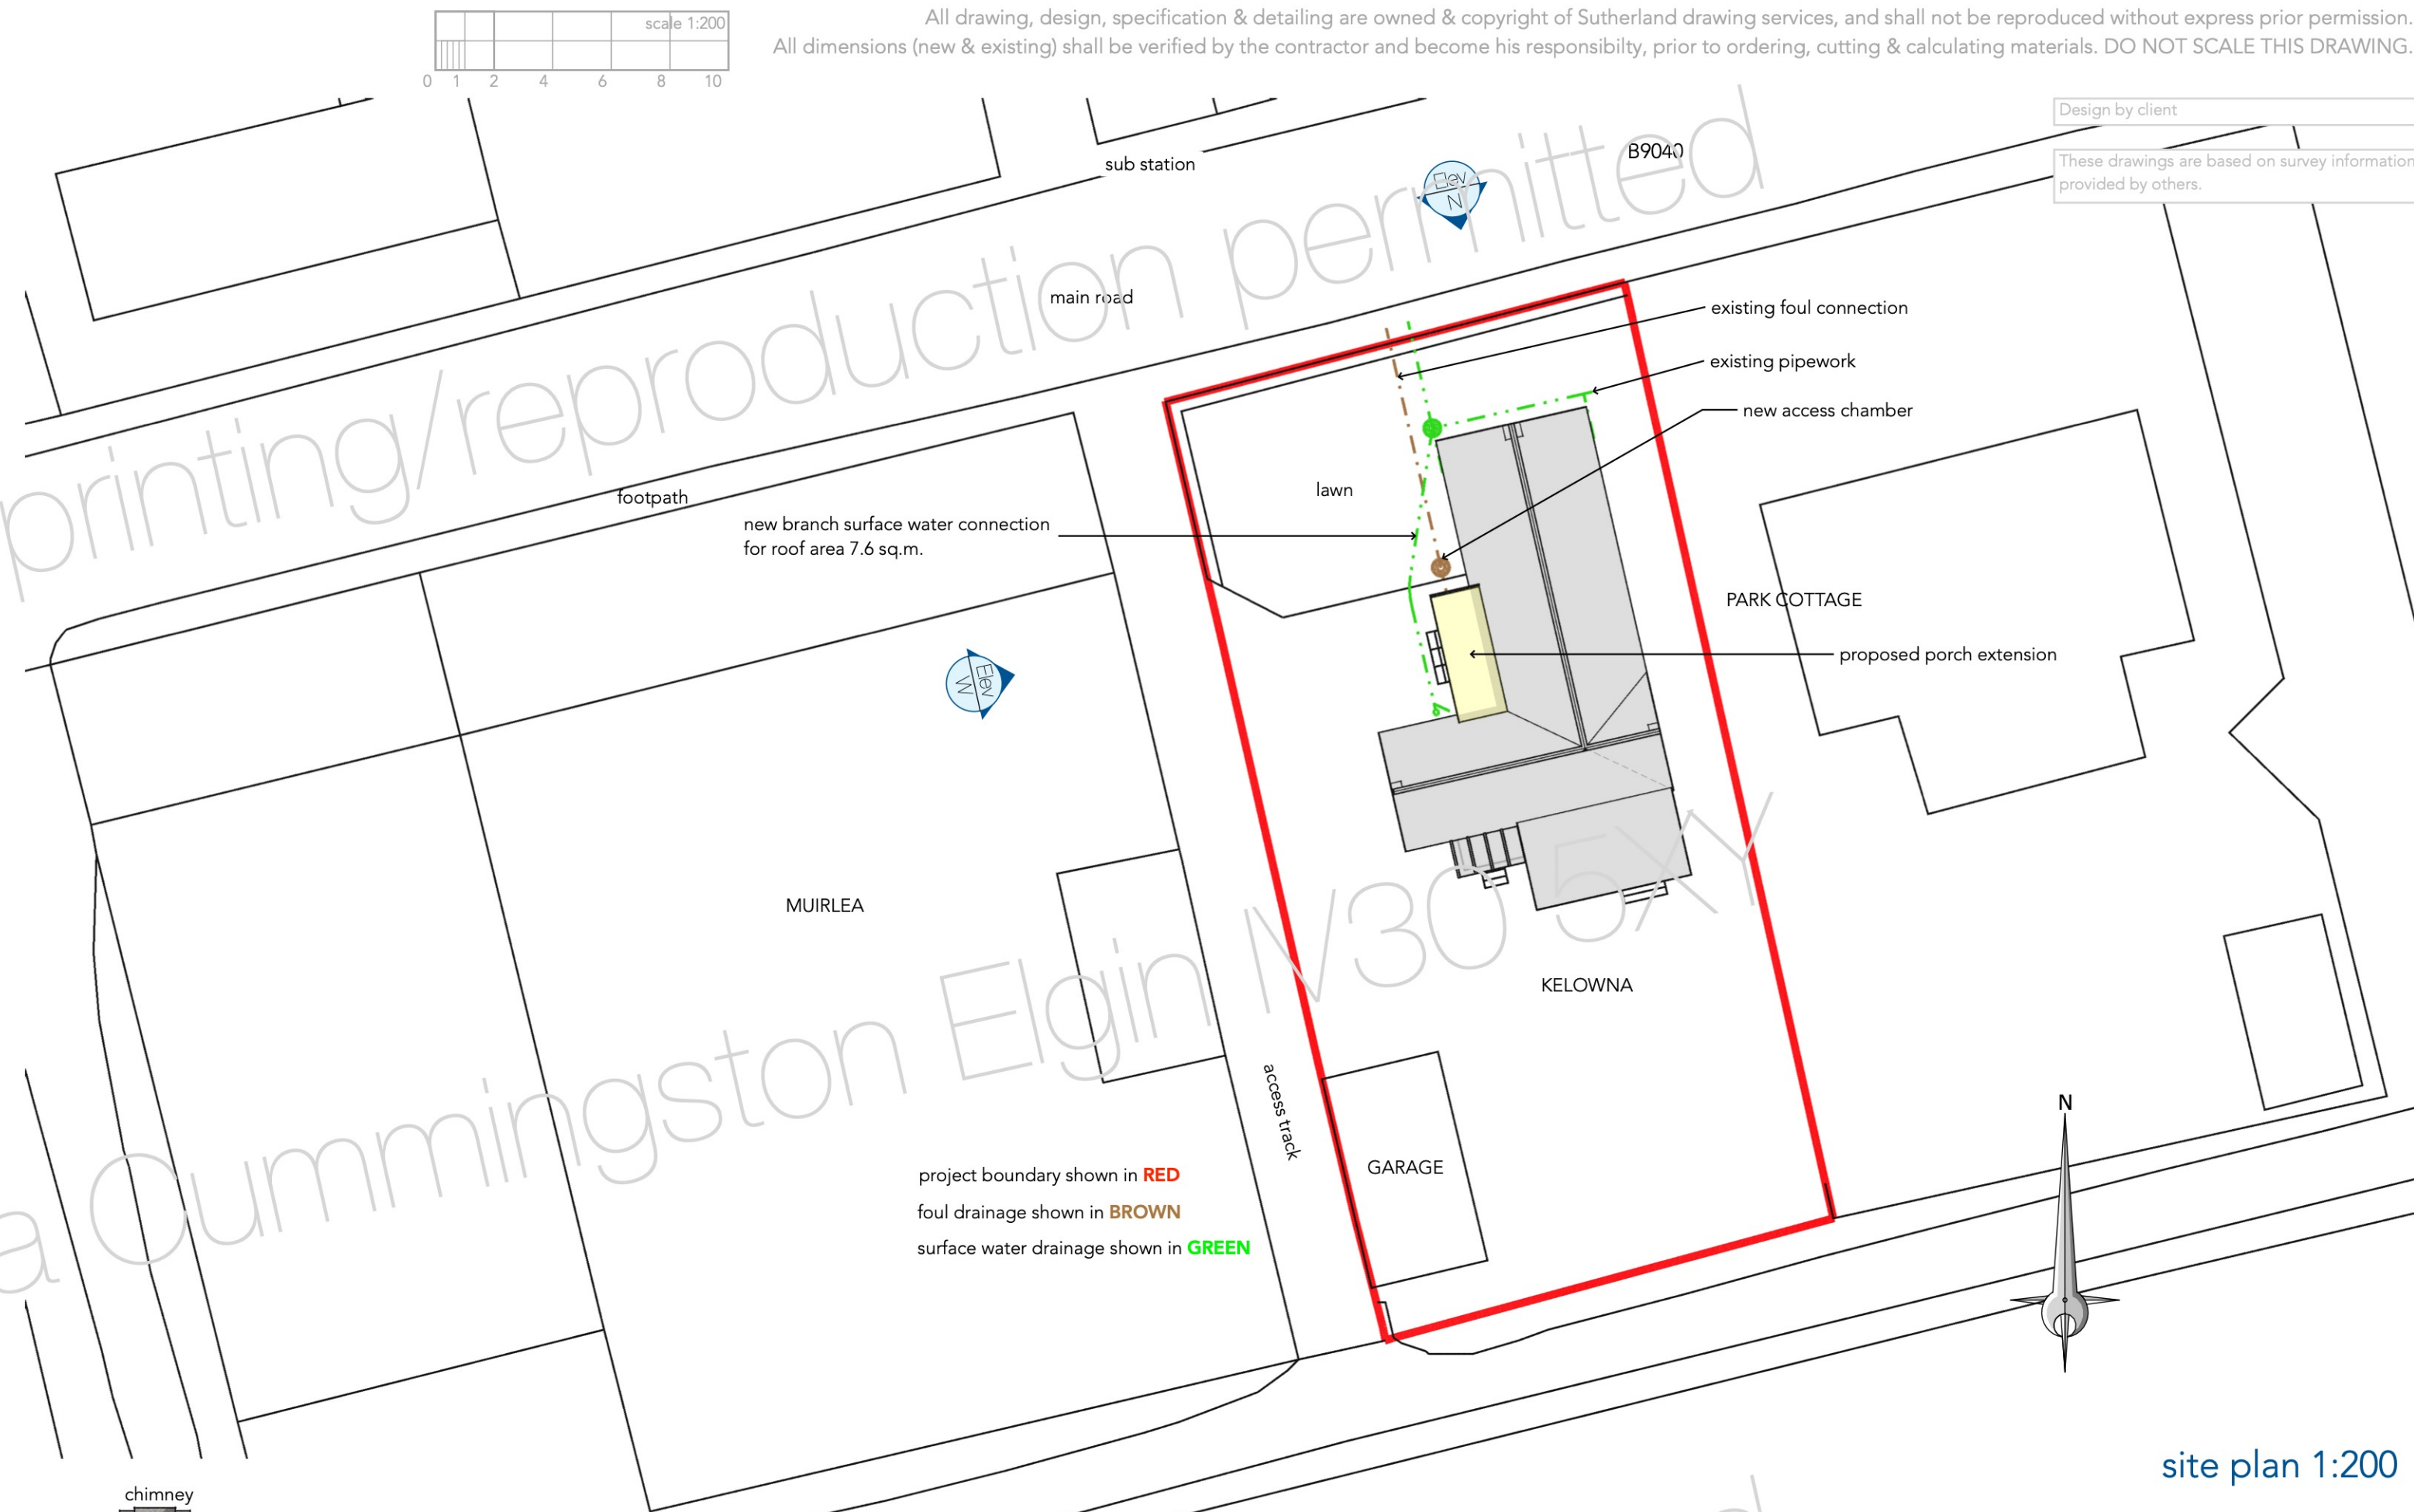 scale 1:200
0 1 2 4 6 8 10
All drawing, design, specification & detailing are owned & copyright of Sutherland drawing services, and shall not be reproduced without express prior permission.
All dimensions (new & existing) shall be verified by the contractor and become his responsibilty, prior to ordering, cutting & calculating materials. DO NOT SCALE THIS DRAWING.
Design by client
These drawings are based on survey information
provided by others.
sub station
B9040
Elev
N
main road
printing/reproduction permitted
existing foul connection
existing pipework
new access chamber
footpath
lawn
new branch surface water connection
for roof area 7.6 sq.m.
PARK COTTAGE
proposed porch extension
Elev
W
MUIRLEA
a Cummingston Elgin IV30 5XY
KELOWNA
access track
GARAGE
N
project boundary shown in RED
foul drainage shown in BROWN
surface water drainage shown in GREEN
site plan 1:200
chimney